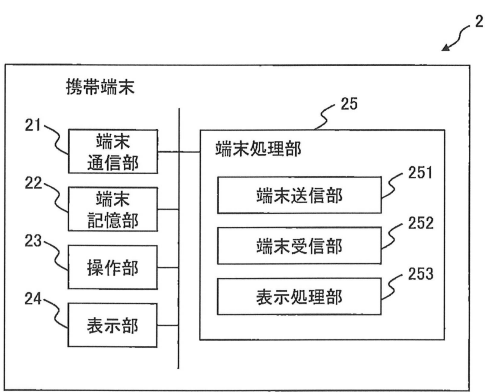 2
携帯端末
21
端末
通信部
22
端末
記憶部
23
操作部
24
表示部
25
端末処理部
端末送信部
251
端末受信部
252
表示処理部
253